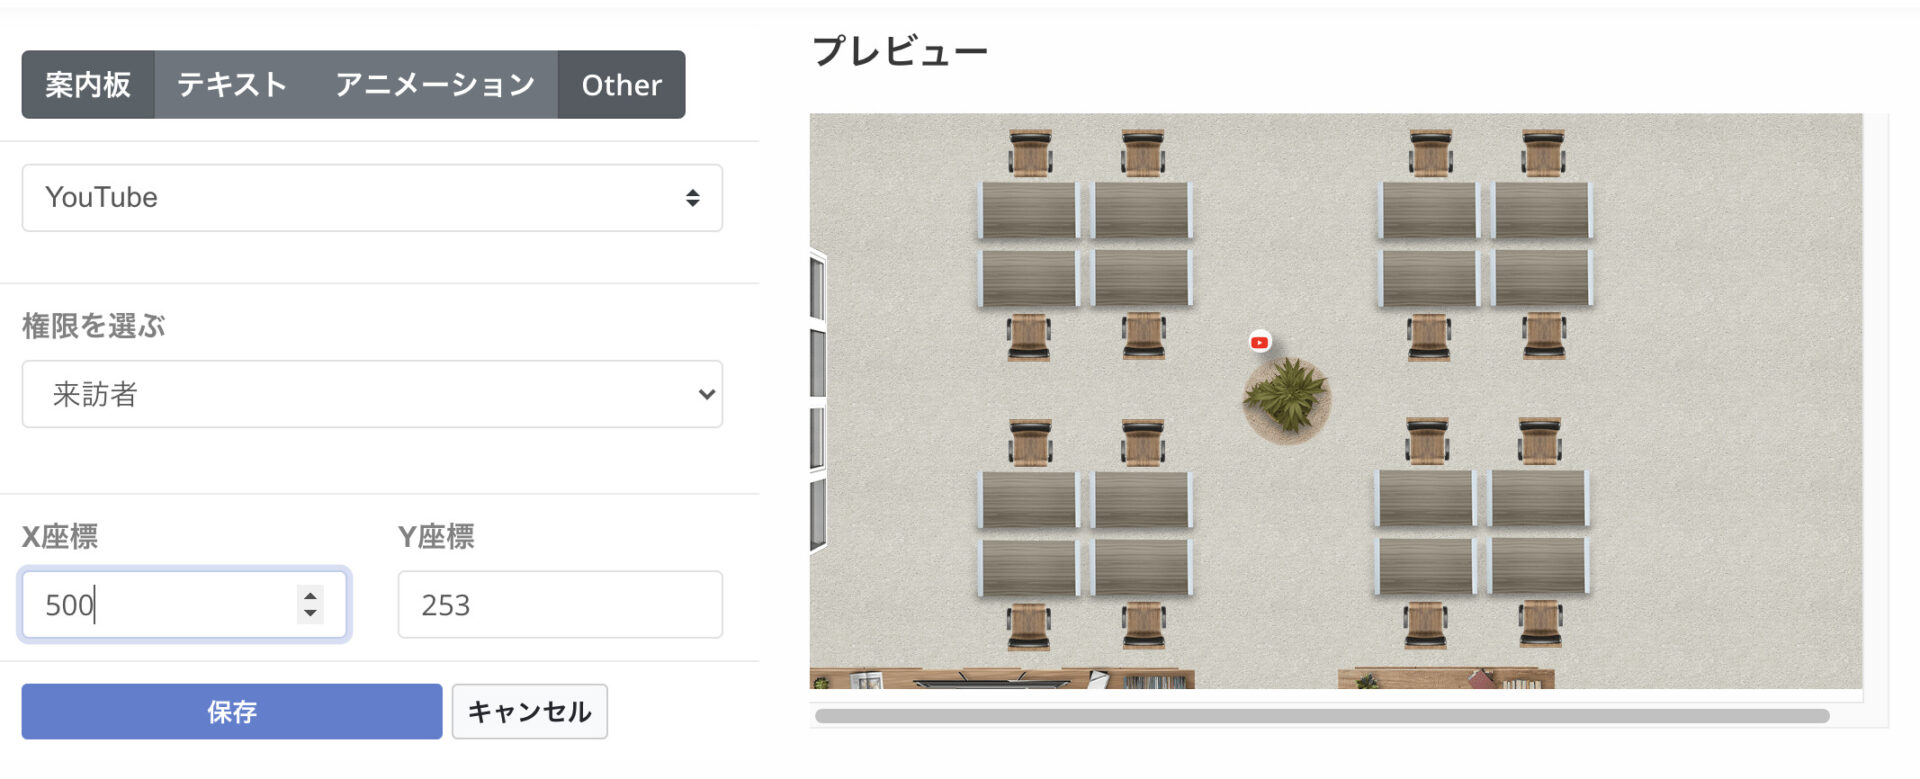 案内板 テキスト アニメーション Other
YouTube
権限を選ぶ
来訪者
X座標 Y座標
500 253
保存 キャンセル
プレビュー